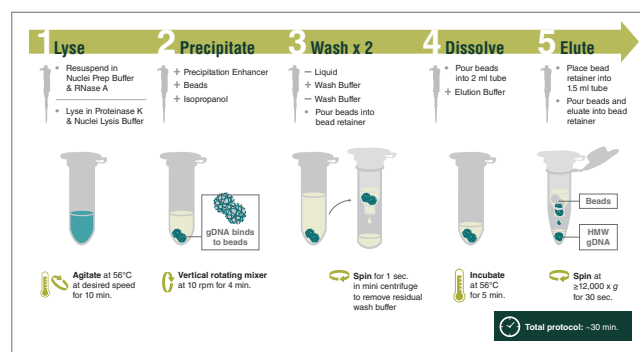 1 Lyse
• Resuspend in
Nuclei Prep Buffer
& RNase A
• Lyse in Proteinase K
& Nuclei Lysis Buffer
Agitate at 56°C
at desired speed
for 10 min.
2 Precipitate
+ Precipitation Enhancer
+ Beads
+ Isopropanol
gDNA binds
to beads
Vertical rotating mixer
at 10 rpm for 4 min.
3 Wash x 2
– Liquid
+ Wash Buffer
– Wash Buffer
• Pour beads into
bead retainer
Spin for 1 sec.
in mini centrifuge
to remove residual
wash buffer
4 Dissolve
• Pour beads
into 2 ml tube
+ Elution Buffer
Incubate
at 56°C
for 5 min.
5 Elute
• Place bead
retainer into
1.5 ml tube
• Pour beads and
eluate into bead
retainer
Beads
HMW
gDNA
Spin at
≥12,000 x g
for 30 sec.
Total protocol: ~30 min.